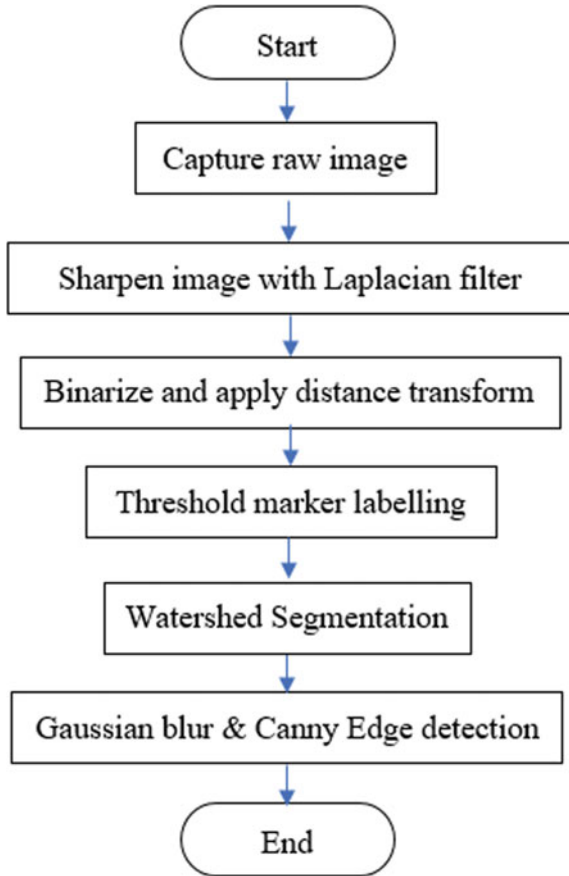 Start
Capture raw image
Sharpen image with Laplacian filter
Binarize and apply distance transform
Threshold marker labelling
Watershed Segmentation
Gaussian blur & Canny Edge detection
End